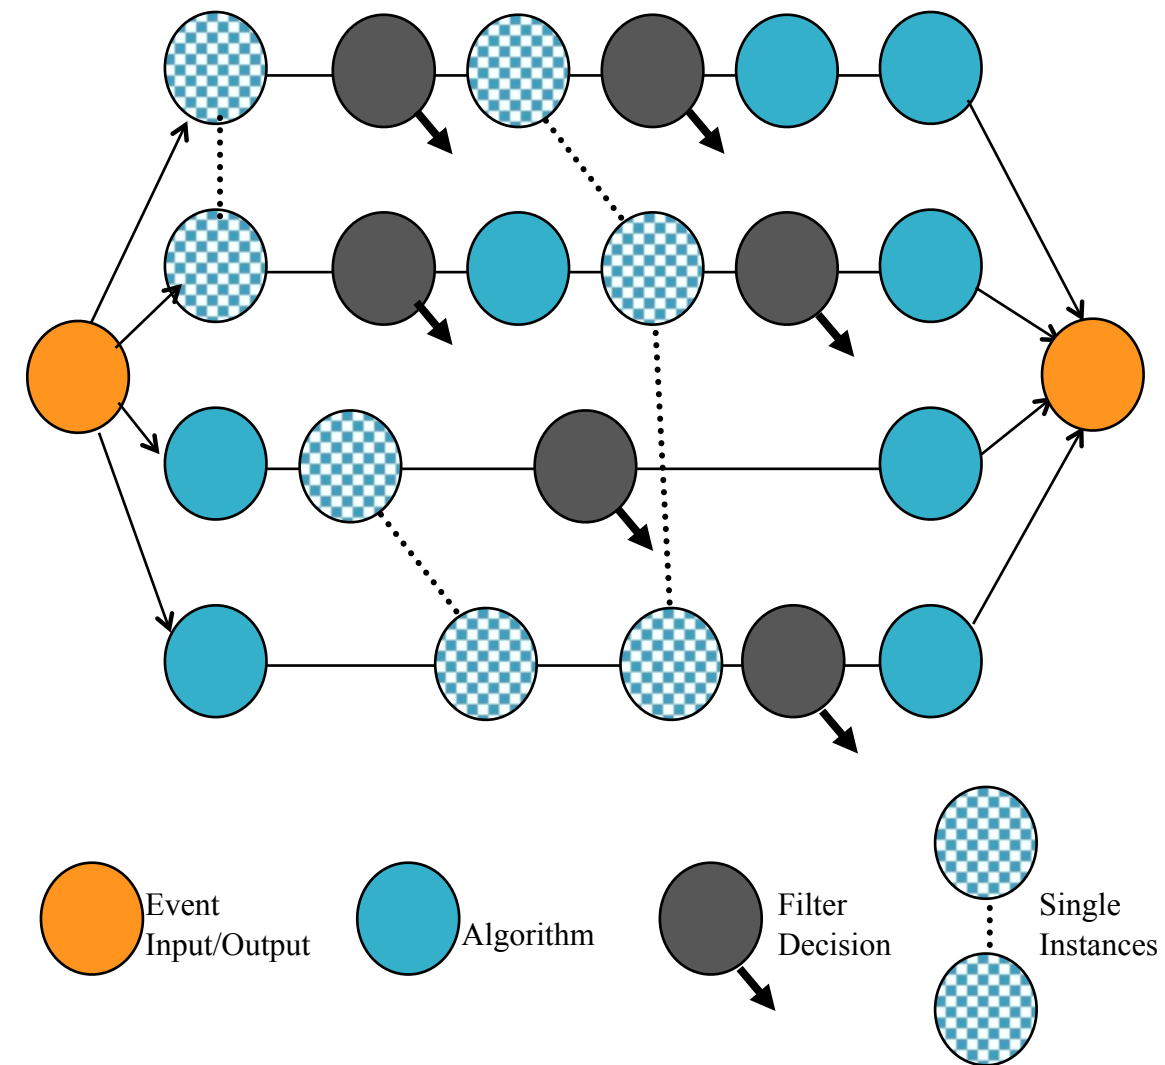 Event
Input/Output
Algorithm
Filter
Decision
Single
Instances